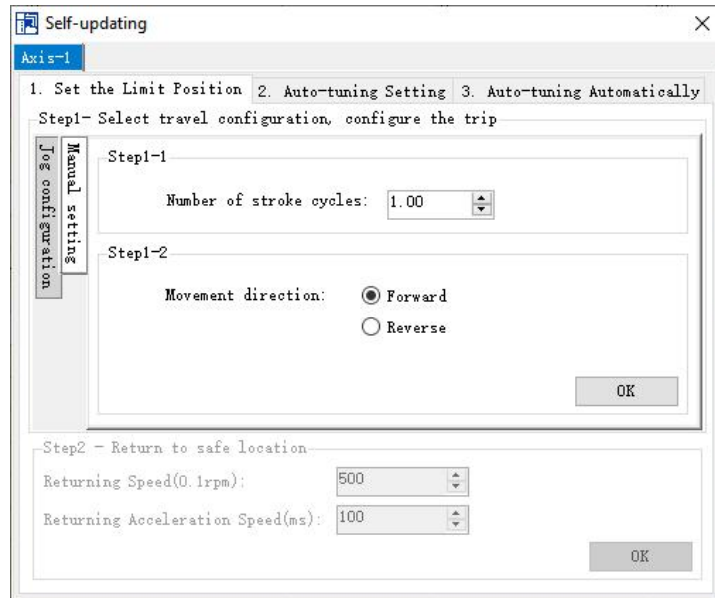 Self-updating
Axis-1
1. Set the Limit Position 2. Auto-tuning Setting 3. Auto-tuning Automatically
Step1- Select travel configuration, configure the trip
Jog configuration
Manual setting
Step1-1
Number of stroke cycles: 1.00
Step1-2
Movement direction: Forward
Reverse
OK
Step2 - Return to safe location
Returning Speed(0.1rpm): 500
Returning Acceleration Speed(ms): 100
OK